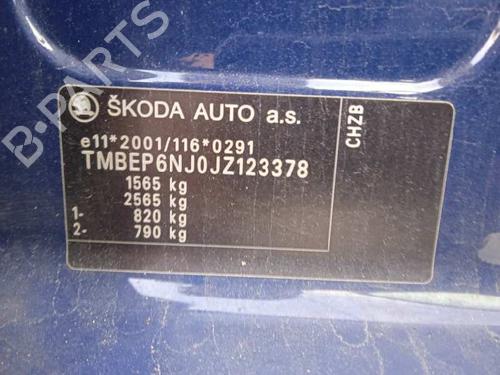 B-PARTS
ŠKODA AUTO a.s.
e11*2001/116*0291
TMBEP6NJ0JZ123378
1565 kg
2565 kg
1- 820 kg
2- 790 kg
CHZB